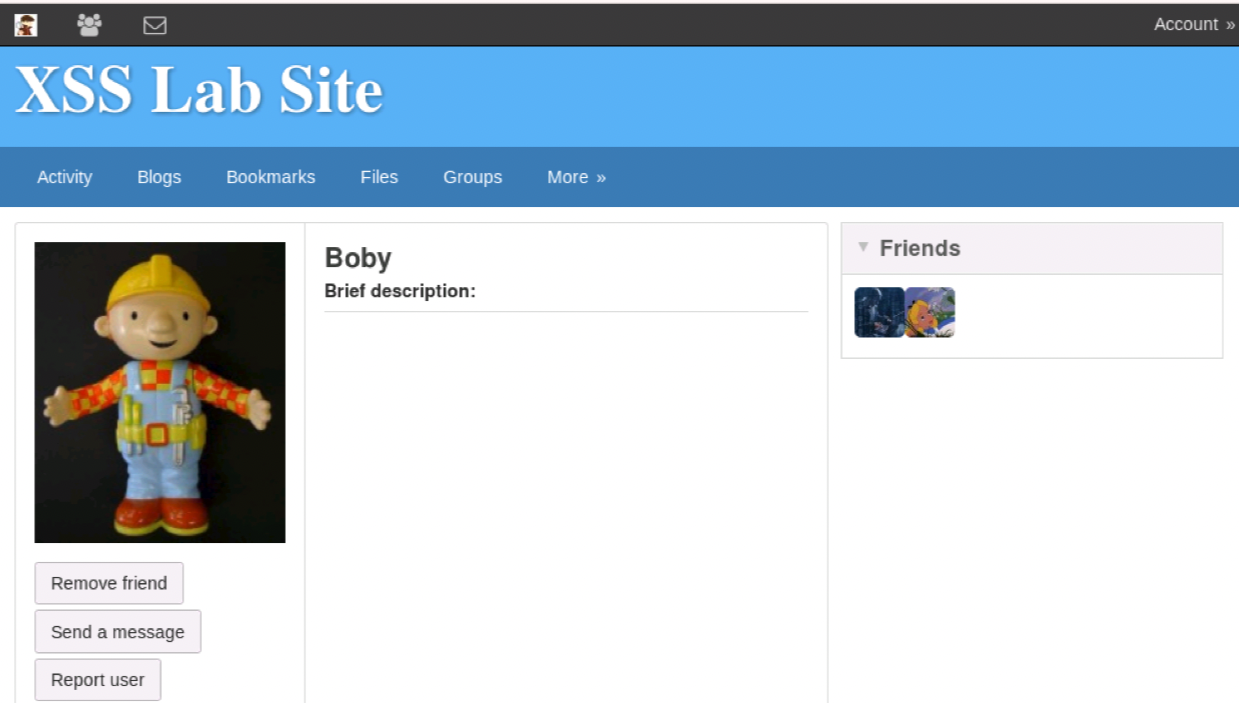 Account »
XSS Lab Site
Activity Blogs Bookmarks Files Groups More »
Boby
Brief description:
Friends
Remove friend
Send a message
Report user